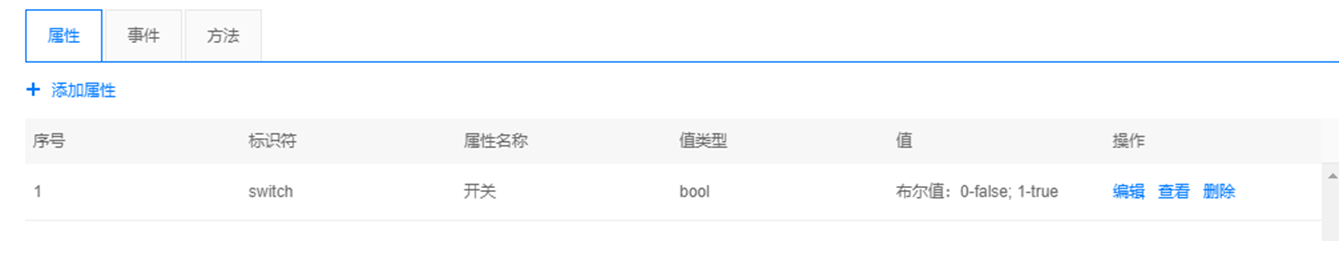 属性 事件 方法
+ 添加属性
序号 标识符 属性名称 值类型 值 操作
1 switch 开关 bool 布尔值：0-false; 1-true 编辑 查看 删除